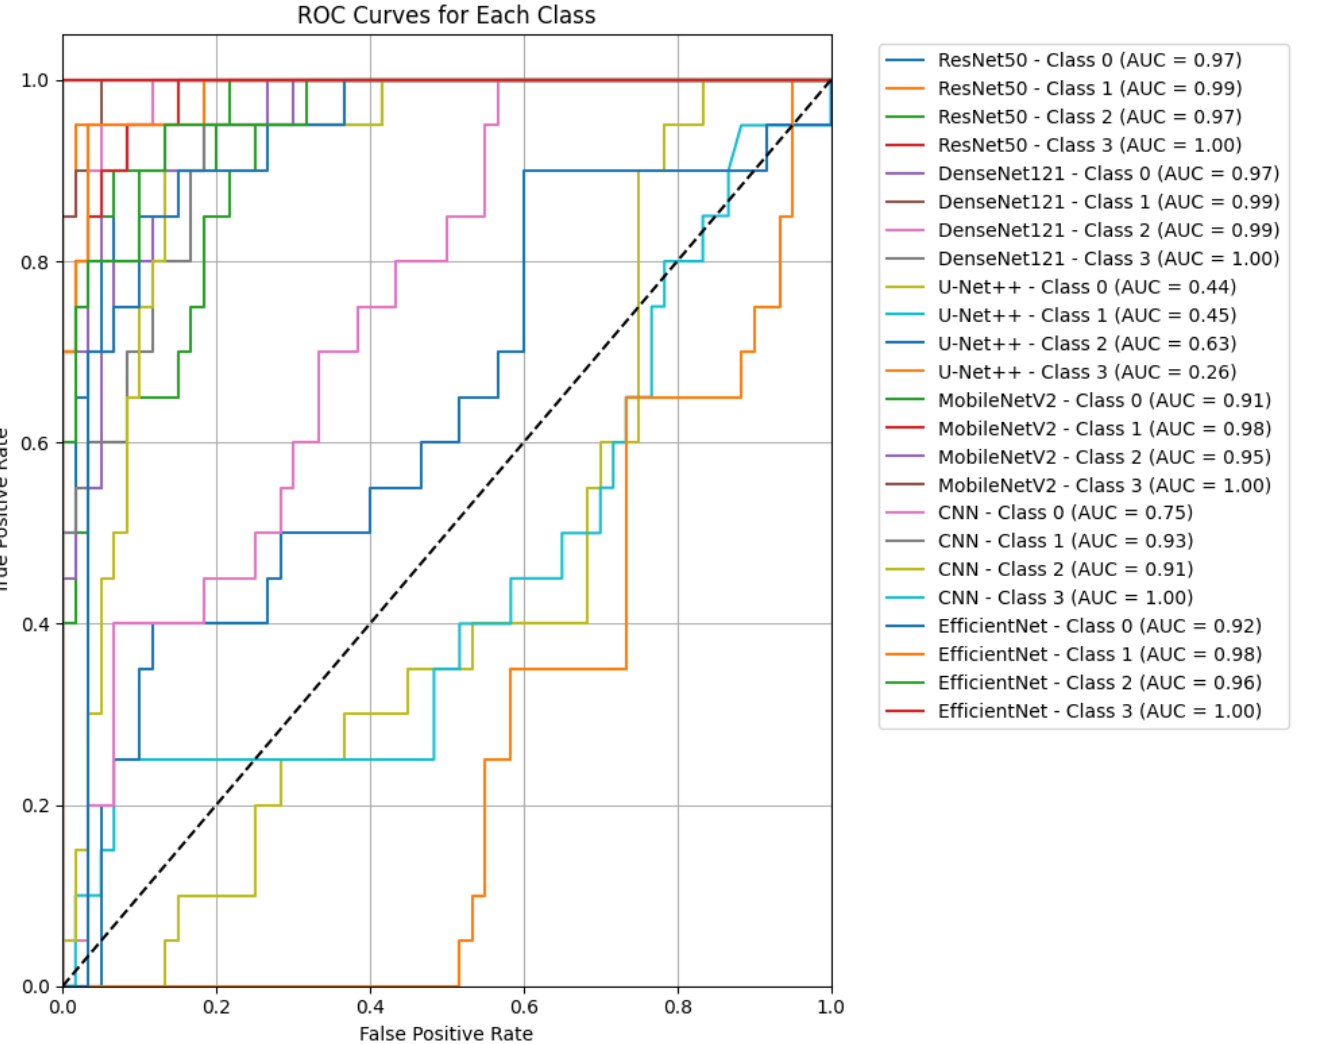 ROC Curves for Each Class
1.0
0.8
0.6
0.4
0.2
0.0
True Positive Rate
0.0 0.2 0.4 0.6 0.8 1.0
False Positive Rate
ResNet50 - Class 0 (AUC = 0.97)
ResNet50 - Class 1 (AUC = 0.99)
ResNet50 - Class 2 (AUC = 0.97)
ResNet50 - Class 3 (AUC = 1.00)
DenseNet121 - Class 0 (AUC = 0.97)
DenseNet121 - Class 1 (AUC = 0.99)
DenseNet121 - Class 2 (AUC = 0.99)
DenseNet121 - Class 3 (AUC = 1.00)
U-Net++ - Class 0 (AUC = 0.44)
U-Net++ - Class 1 (AUC = 0.45)
U-Net++ - Class 2 (AUC = 0.63)
U-Net++ - Class 3 (AUC = 0.26)
MobileNetV2 - Class 0 (AUC = 0.91)
MobileNetV2 - Class 1 (AUC = 0.98)
MobileNetV2 - Class 2 (AUC = 0.95)
MobileNetV2 - Class 3 (AUC = 1.00)
CNN - Class 0 (AUC = 0.75)
CNN - Class 1 (AUC = 0.93)
CNN - Class 2 (AUC = 0.91)
CNN - Class 3 (AUC = 1.00)
EfficientNet - Class 0 (AUC = 0.92)
EfficientNet - Class 1 (AUC = 0.98)
EfficientNet - Class 2 (AUC = 0.96)
EfficientNet - Class 3 (AUC = 1.00)